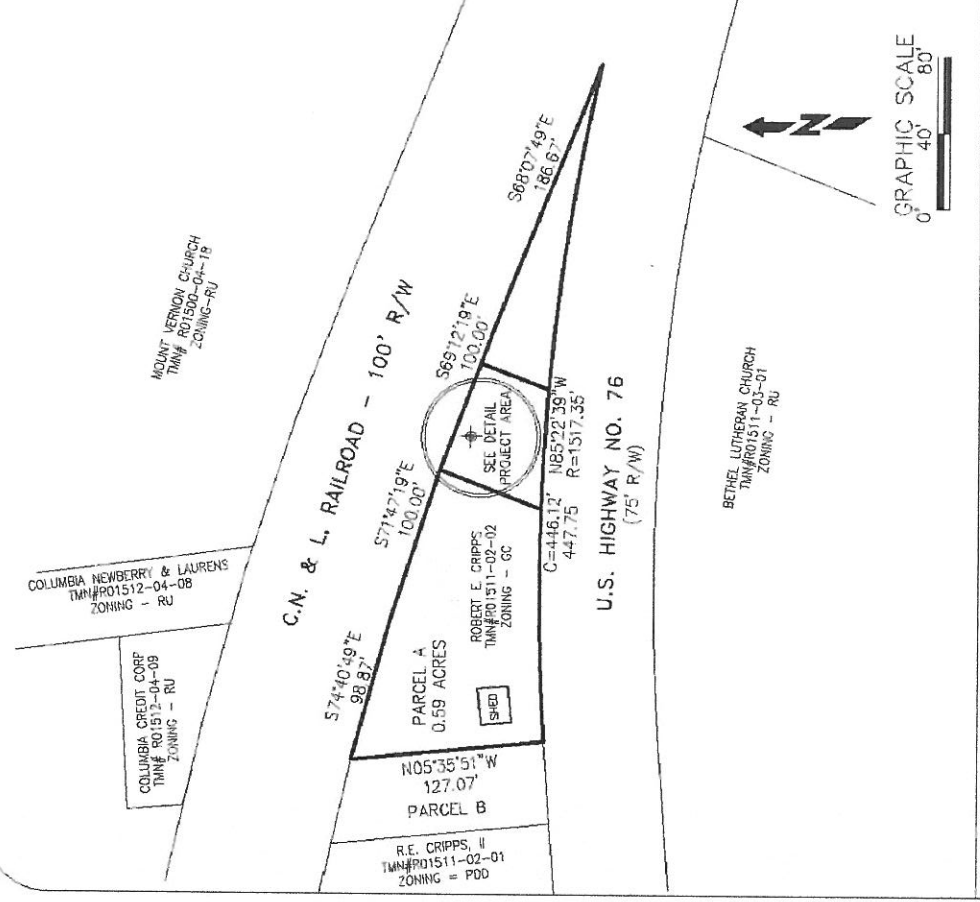 MOUNT VERNON CHURCH
TMN# R01500-04-18
ZONING-RU
COLUMBIA NEWBERRY & LAURENS
TMN#R01512-04-08
ZONING - RU
COLUMBIA CREDIT CORP
TMN# R01512-04-09
ZONING - RU
C.N. & L. RAILROAD - 100' R/W
S74°40'49"E
98.87'
S71°47'19"E
100.00'
S69°12'19"E
100.00'
S68°07'49"E
186.67'
PARCEL A
0.59 ACRES
SHED
ROBERT E. CRIPPS
TMN#R01511-02-02
ZONING - GC
SEE DETAIL
PROJECT AREA
N05°35'51"W
127.07'
PARCEL B
R.E. CRIPPS, II
TMN#R01511-02-01
ZONING = PDD
C=446.12' N85°22'39"W
447.75 R=1517.35'
U.S. HIGHWAY NO. 76
(75' R/W)
BETHEL LUTHERAN CHURCH
TMN#R01511-03-01
ZONING - RU
N
GRAPHIC SCALE
0' 40' 80'